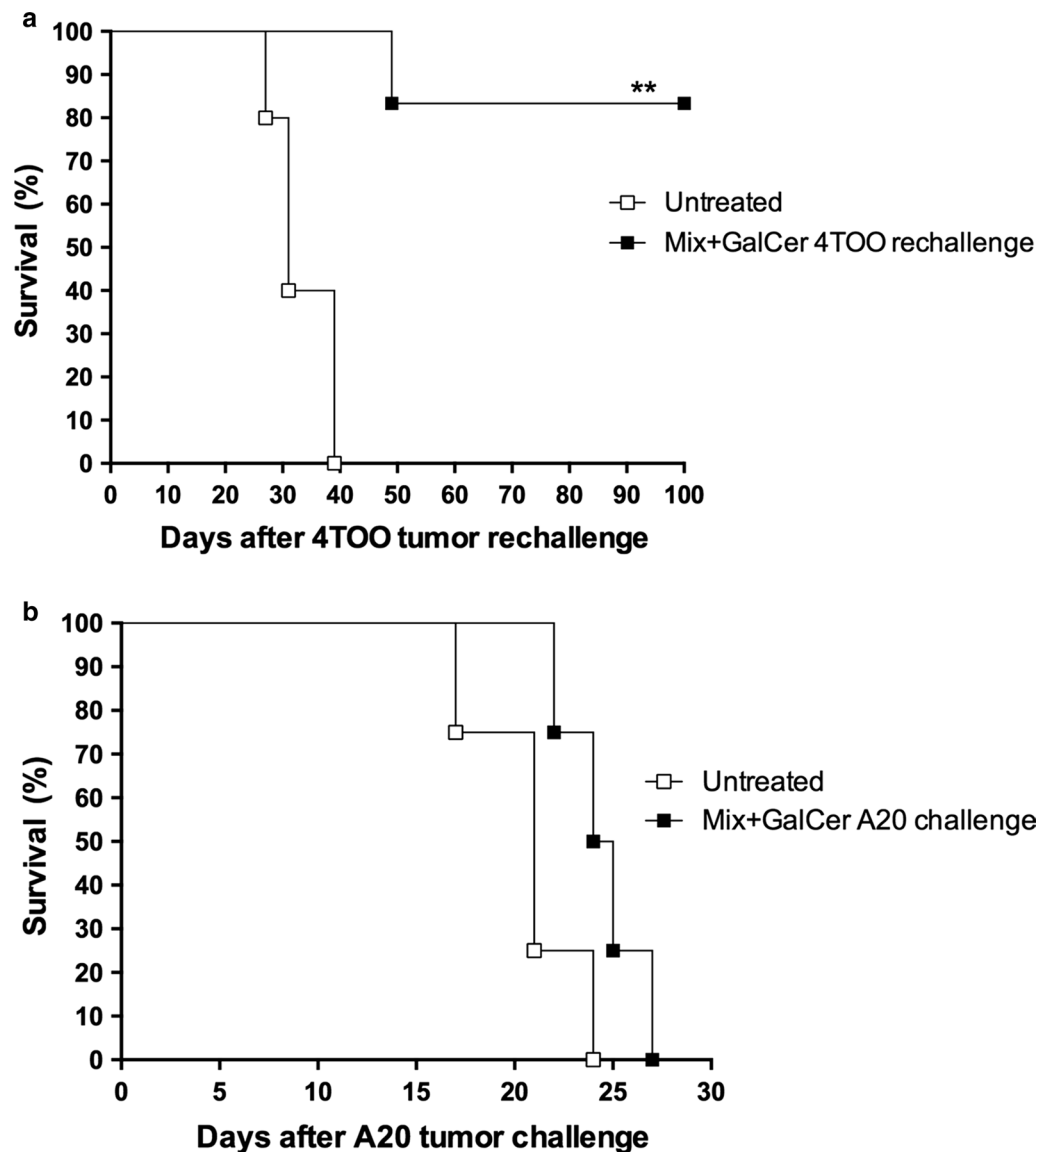 a
100
90
80
70
60
50
40
30
20
10
0
Survival (%)
**
Untreated
Mix+GalCer 4TOO rechallenge
0 10 20 30 40 50 60 70 80 90 100
Days after 4TOO tumor rechallenge
b
100
90
80
70
60
50
40
30
20
10
0
Survival (%)
Untreated
Mix+GalCer A20 challenge
0 5 10 15 20 25 30
Days after A20 tumor challenge